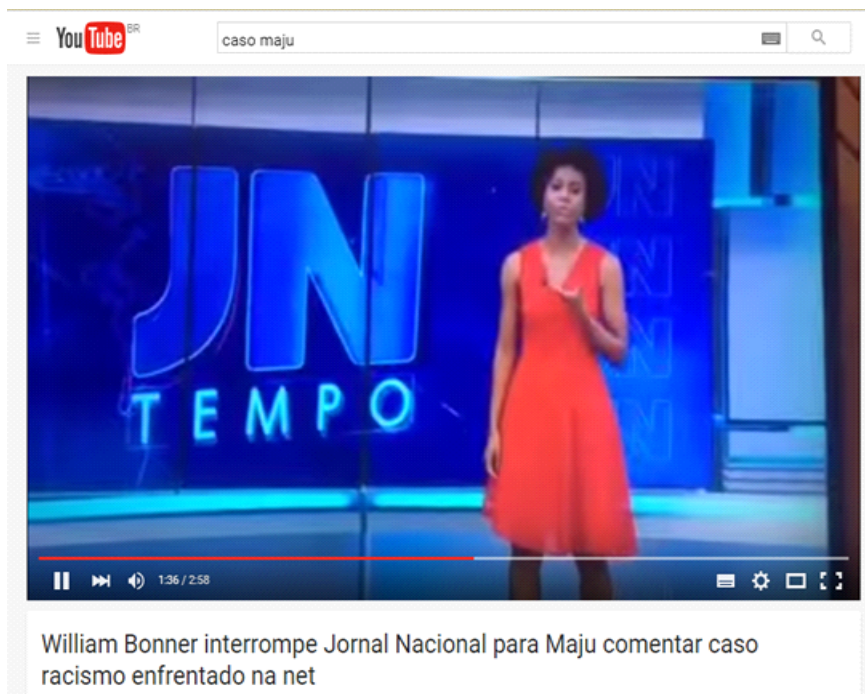 YouTube BR
caso maju
JN
TEMPO
N
N
N
N
1:36 / 2:58
William Bonner interrompe Jornal Nacional para Maju comentar caso
racismo enfrentado na net